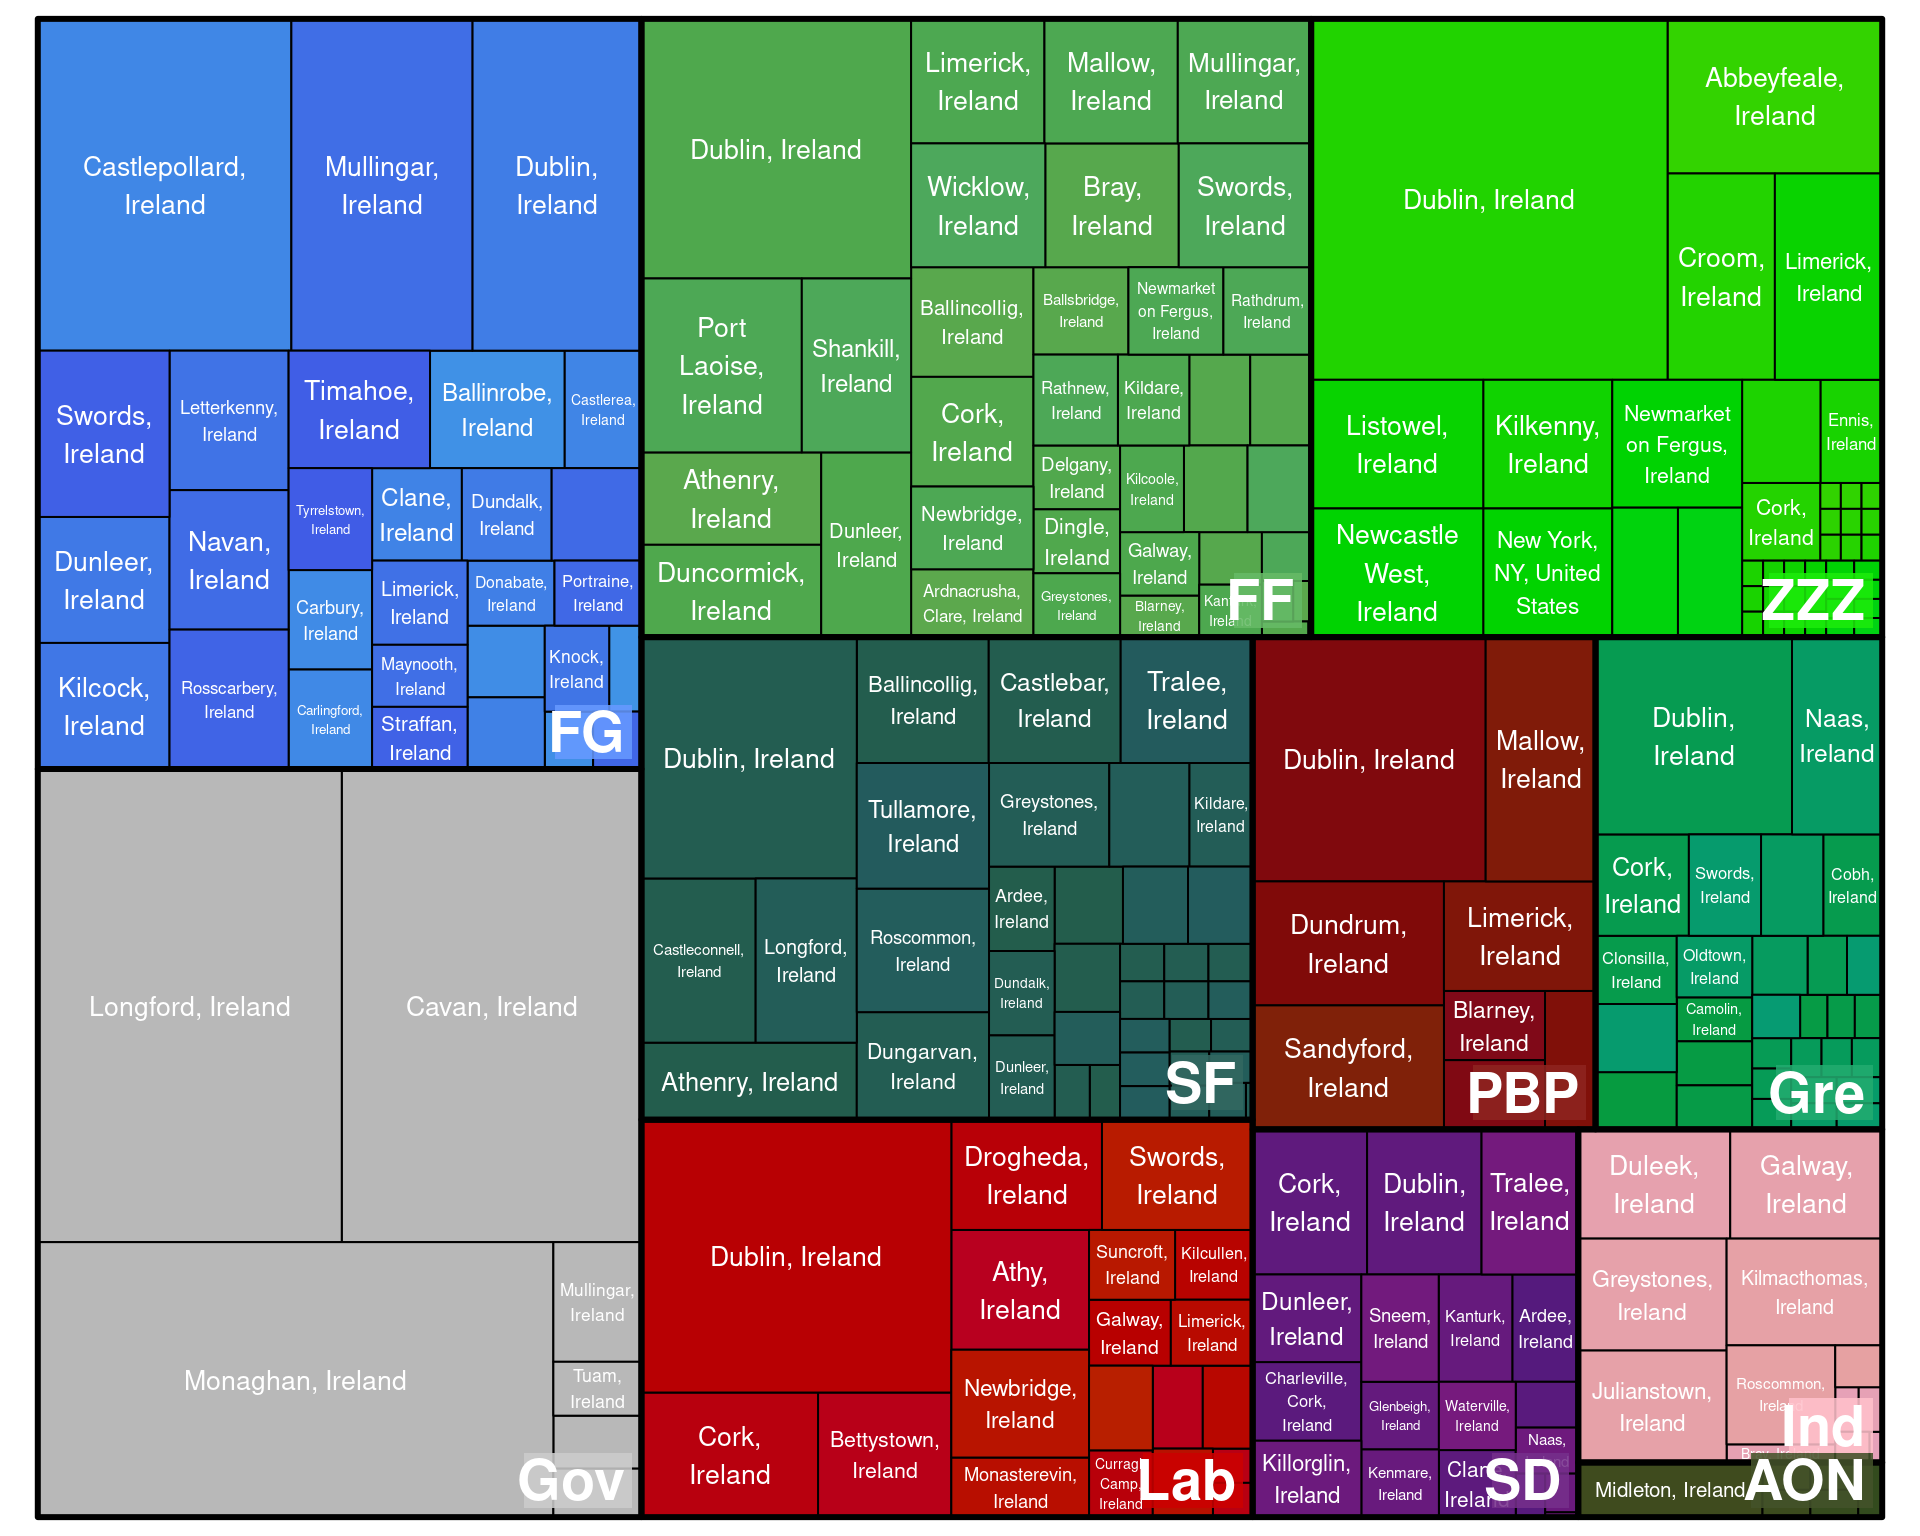 Castlepollard,
Ireland
Mullingar,
Ireland
Dublin,
Ireland
Swords,
Ireland
Letterkenny,
Ireland
Timahoe,
Ireland
Ballinrobe,
Ireland
Castlerea,
Ireland
Dunleer,
Ireland
Navan,
Ireland
Tyrrelstown,
Ireland
Clane,
Ireland
Dundalk,
Ireland
Carbury,
Ireland
Limerick,
Ireland
Donabate,
Ireland
Portraine,
Ireland
Kilcock,
Ireland
Rosscarbery,
Ireland
Carlingford,
Ireland
Maynooth,
Ireland
Straffan,
Ireland
Knock,
Ireland
FG
Dublin, Ireland
Limerick,
Ireland
Mallow,
Ireland
Mullingar,
Ireland
Wicklow,
Ireland
Bray,
Ireland
Swords,
Ireland
Port
Laoise,
Ireland
Shankill,
Ireland
Ballincollig,
Ireland
Ballsbridge,
Ireland
Newmarket
on Fergus,
Ireland
Rathdrum,
Ireland
Cork,
Ireland
Rathnew,
Ireland
Kildare,
Ireland
Athenry,
Ireland
Duncormick,
Ireland
Dunleer,
Ireland
Newbridge,
Ireland
Ardnacrusha,
Clare, Ireland
Delgany,
Ireland
Kilcoole,
Ireland
Dingle,
Ireland
Greystones,
Ireland
Galway,
Ireland
Blarney,
Ireland
Ireland
FF
Dublin, Ireland
Abbeyfeale,
Ireland
Croom,
Ireland
Limerick,
Ireland
Listowel,
Ireland
Kilkenny,
Ireland
Newmarket
on Fergus,
Ireland
Ennis,
Ireland
Newcastle
West,
Ireland
New York,
NY, United
States
Cork,
Ireland
ZZZ
Longford, Ireland
Cavan, Ireland
Monaghan, Ireland
Mullingar,
Ireland
Tuam,
Ireland
Gov
Dublin, Ireland
Ballincollig,
Ireland
Castlebar,
Ireland
Tralee,
Ireland
Tullamore,
Ireland
Greystones,
Ireland
Kildare,
Ireland
Castleconnell,
Ireland
Longford,
Ireland
Roscommon,
Ireland
Ardee,
Ireland
Dundalk,
Ireland
Athenry, Ireland
Dungarvan,
Ireland
Dunleer,
Ireland
SF
Dublin, Ireland
Mallow,
Ireland
Dundrum,
Ireland
Limerick,
Ireland
Sandyford,
Ireland
Blarney,
Ireland
PBP
Dublin,
Ireland
Naas,
Ireland
Cork,
Ireland
Swords,
Ireland
Cobh,
Ireland
Clonsilla,
Ireland
Oldtown,
Ireland
Camolin,
Ireland
Gre
Dublin, Ireland
Drogheda,
Ireland
Swords,
Ireland
Athy,
Ireland
Suncroft,
Ireland
Kilcullen,
Ireland
Galway,
Ireland
Limerick,
Ireland
Cork,
Ireland
Bettystown,
Ireland
Newbridge,
Ireland
Monasterevin,
Ireland
Curragh
Camp,
Ireland
Lab
Cork,
Ireland
Dublin,
Ireland
Tralee,
Ireland
Dunleer,
Ireland
Sneem,
Ireland
Kanturk,
Ireland
Ardee,
Ireland
Charleville,
Cork,
Ireland
Glenbeigh,
Ireland
Waterville,
Ireland
Killorglin,
Ireland
Kenmare,
Ireland
Clane,
Ireland
Naas,
Ireland
SD
Duleek,
Ireland
Galway,
Ireland
Greystones,
Ireland
Kilmacthomas,
Ireland
Julianstown,
Ireland
Roscommon,
Ireland
Ind
Midleton, Ireland
AON